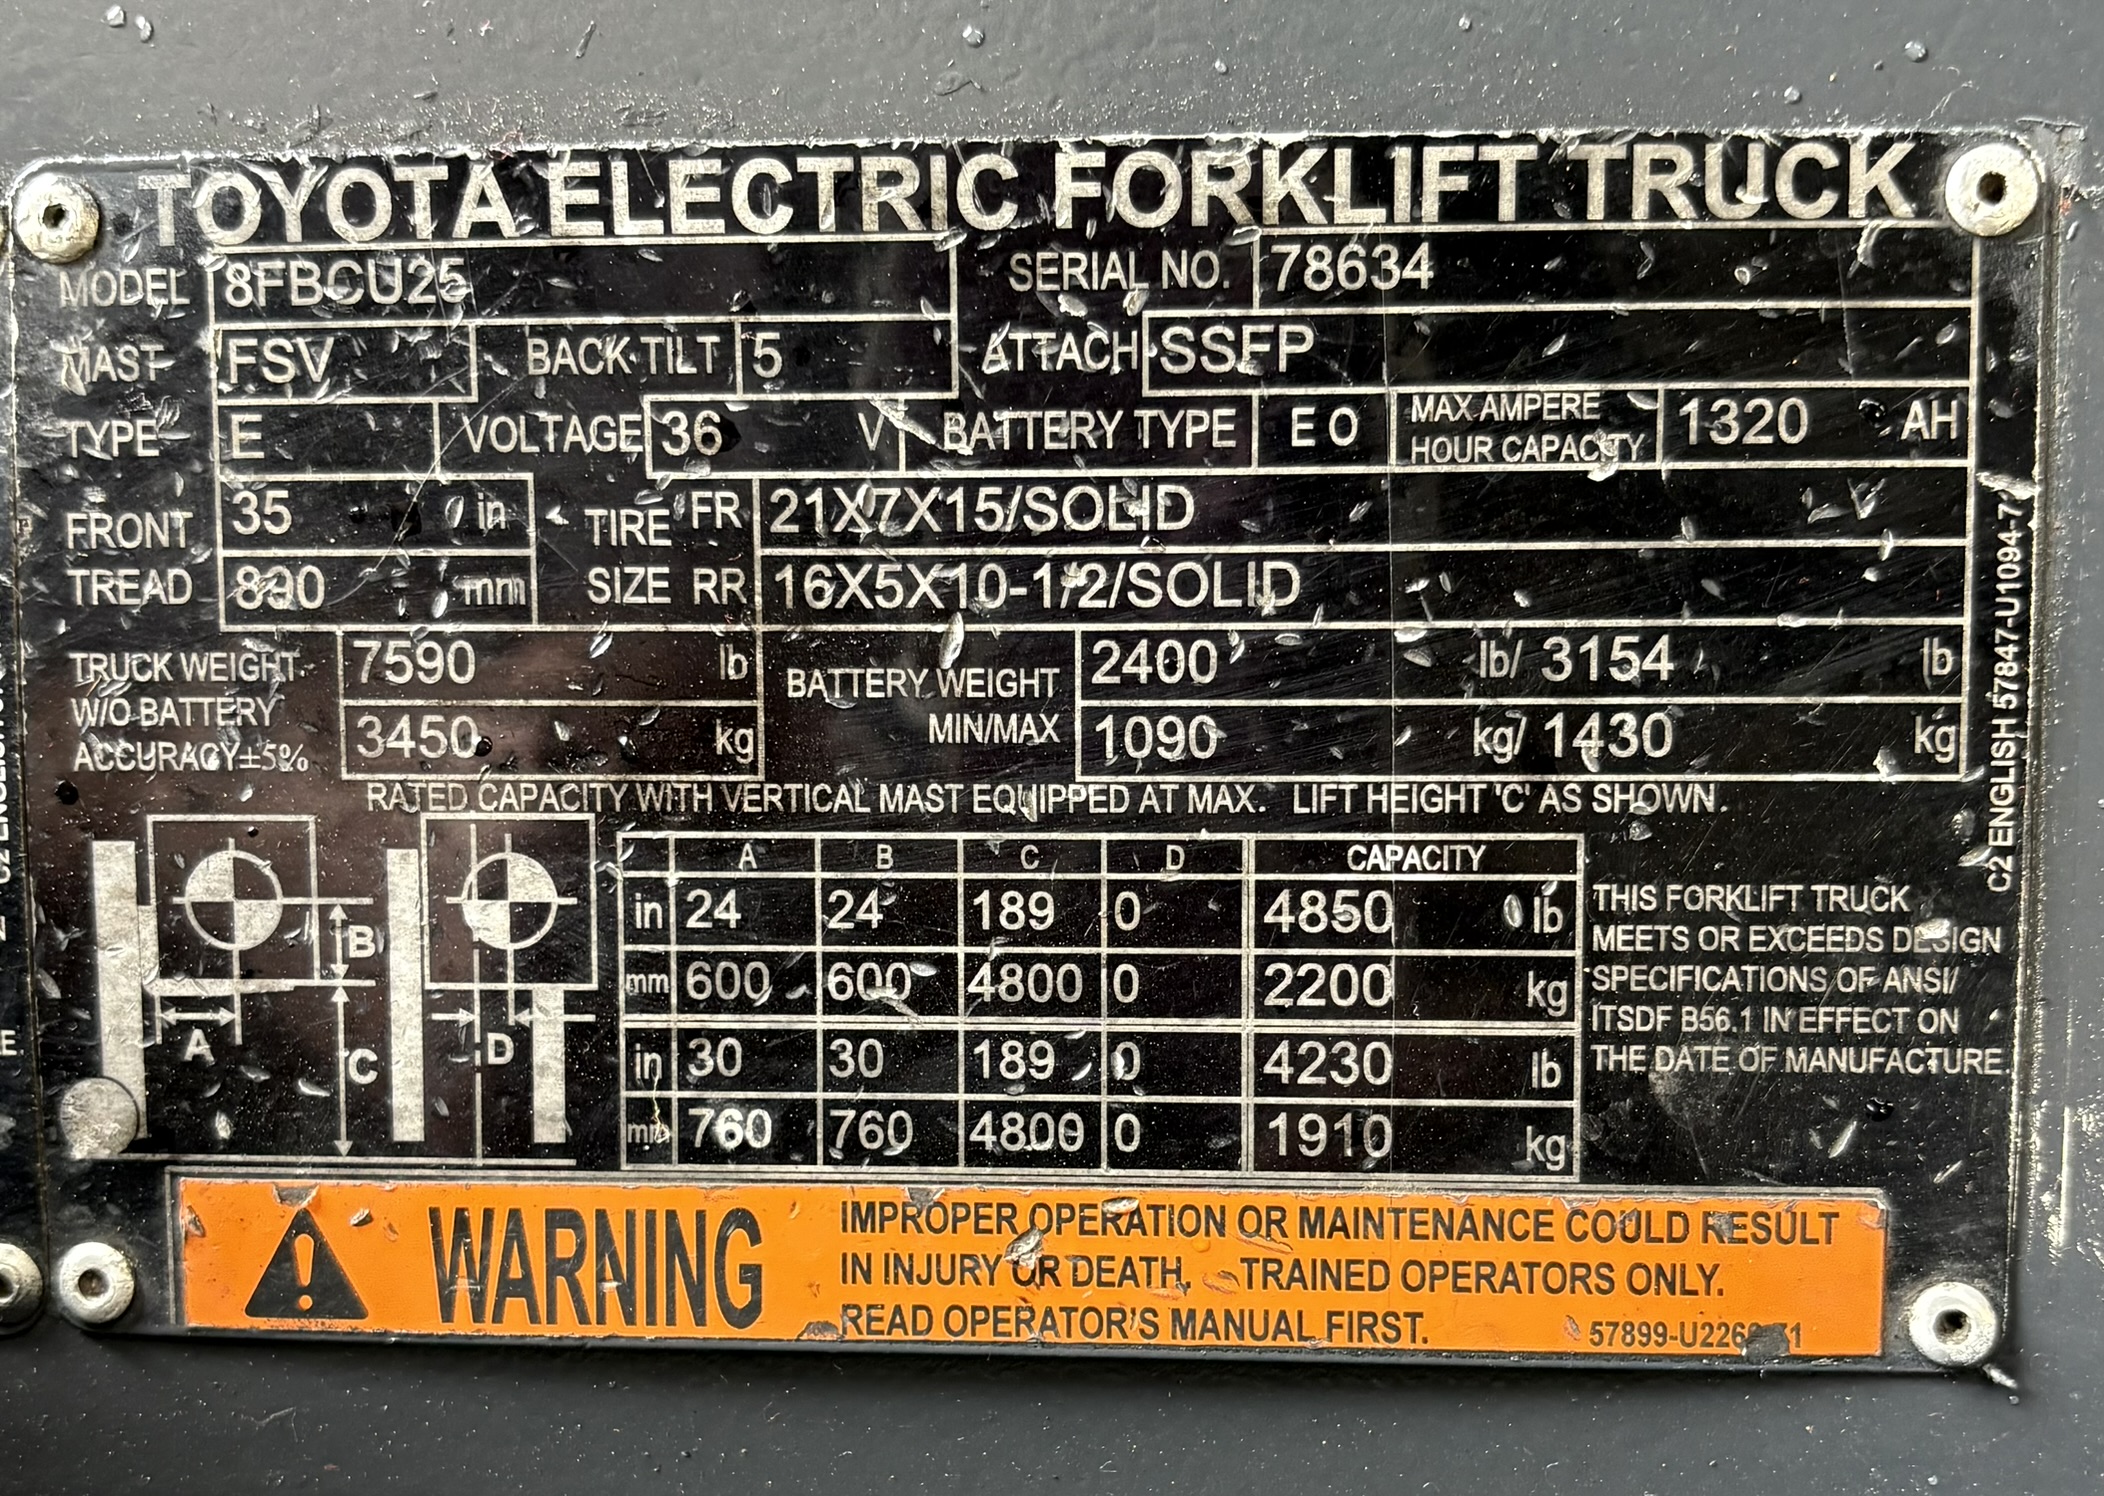 TOYOTA ELECTRIC FORKLIFT TRUCK
MODEL 8FBCU25 SERIAL NO. 78634
MAST FSV BACK TILT 5 ATTACH SSFP
TYPE E VOLTAGE 36 V BATTERY TYPE E O MAX AMPERE HOUR CAPACITY 1320 AH
FRONT TREAD 35 in TIRE SIZE FR 21X7X15/SOLID
890 mm RR 16X5X10-1/2/SOLID
TRUCK WEIGHT 7590 lb BATTERY WEIGHT 2400 lb/ 3154 lb
W/O BATTERY
ACCURACY±5% 3450 kg MIN/MAX 1090 kg/ 1430 kg
RATED CAPACITY WITH VERTICAL MAST EQUIPPED AT MAX. LIFT HEIGHT 'C' AS SHOWN.
A B C D CAPACITY
in 24 24 189 0 4850 lb
mm 600 600 4800 0 2200 kg
in 30 30 189 0 4230 lb
mm 760 760 4800 0 1910 kg
B
A
C
D
THIS FORKLIFT TRUCK
MEETS OR EXCEEDS DESIGN
SPECIFICATIONS OF ANSI/
ITSDF B56.1 IN EFFECT ON
THE DATE OF MANUFACTURE.
C2 ENGLISH 57847-U1094-71
WARNING
IMPROPER OPERATION OR MAINTENANCE COULD RESULT
IN INJURY OR DEATH. TRAINED OPERATORS ONLY.
READ OPERATOR'S MANUAL FIRST.